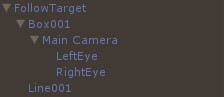 FollowTarget
Box001
Main Camera
LeftEye
RightEye
Line001